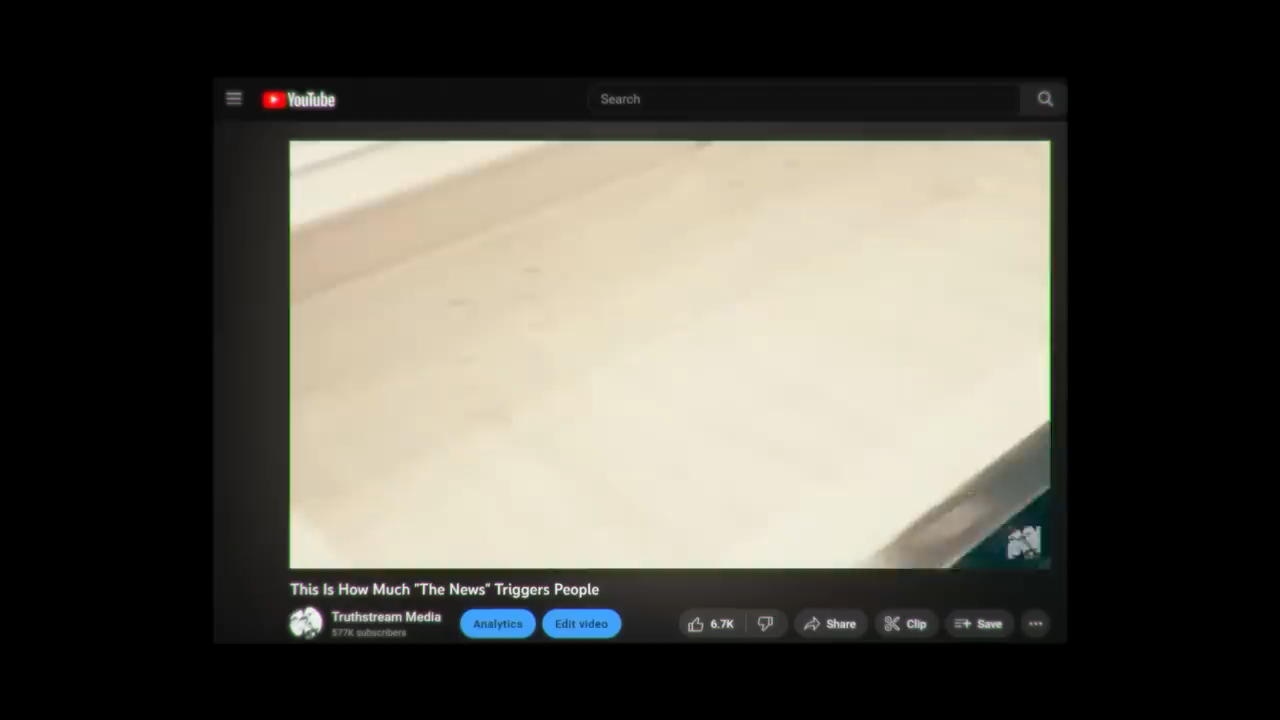 YouTube
Search
This Is How Much "The News" Triggers People
Truthstream Media
577K subscribers
Analytics
Edit video
6.7K
Share
Clip
Save